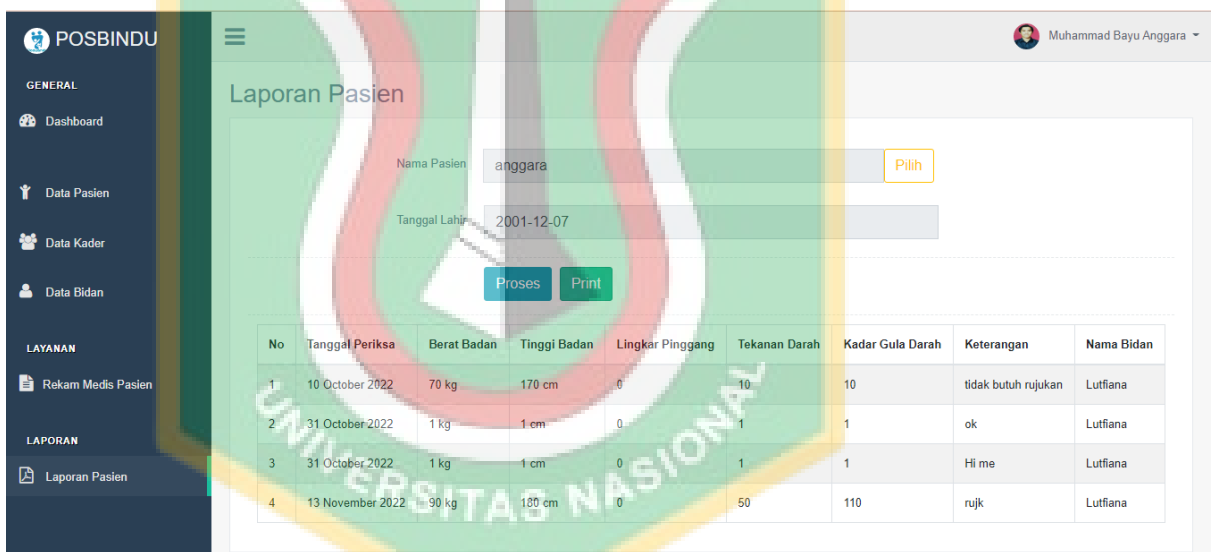 POSBINDU
Muhammad Bayu Anggara
GENERAL
Dashboard
Data Pasien
Data Kader
Data Bidan
LAYANAN
Rekam Medis Pasien
LAPORAN
Laporan Pasien
Laporan Pasien
Nama Pasien anggara Pilih
Tanggal Lahir 2001-12-07
Proses Print
No Tanggal Periksa Berat Badan Tinggi Badan Lingkar Pinggang Tekanan Darah Kadar Gula Darah Keterangan Nama Bidan
1 10 October 2022 70 kg 170 cm 0 10 10 tidak butuh rujukan Lutfiana
2 31 October 2022 1 kg 1 cm 0 1 1 ok Lutfiana
3 31 October 2022 1 kg 1 cm 0 1 1 Hi me Lutfiana
4 13 November 2022 90 kg 180 cm 0 50 110 rujk Lutfiana
UNIVERSITAS NASIONAL